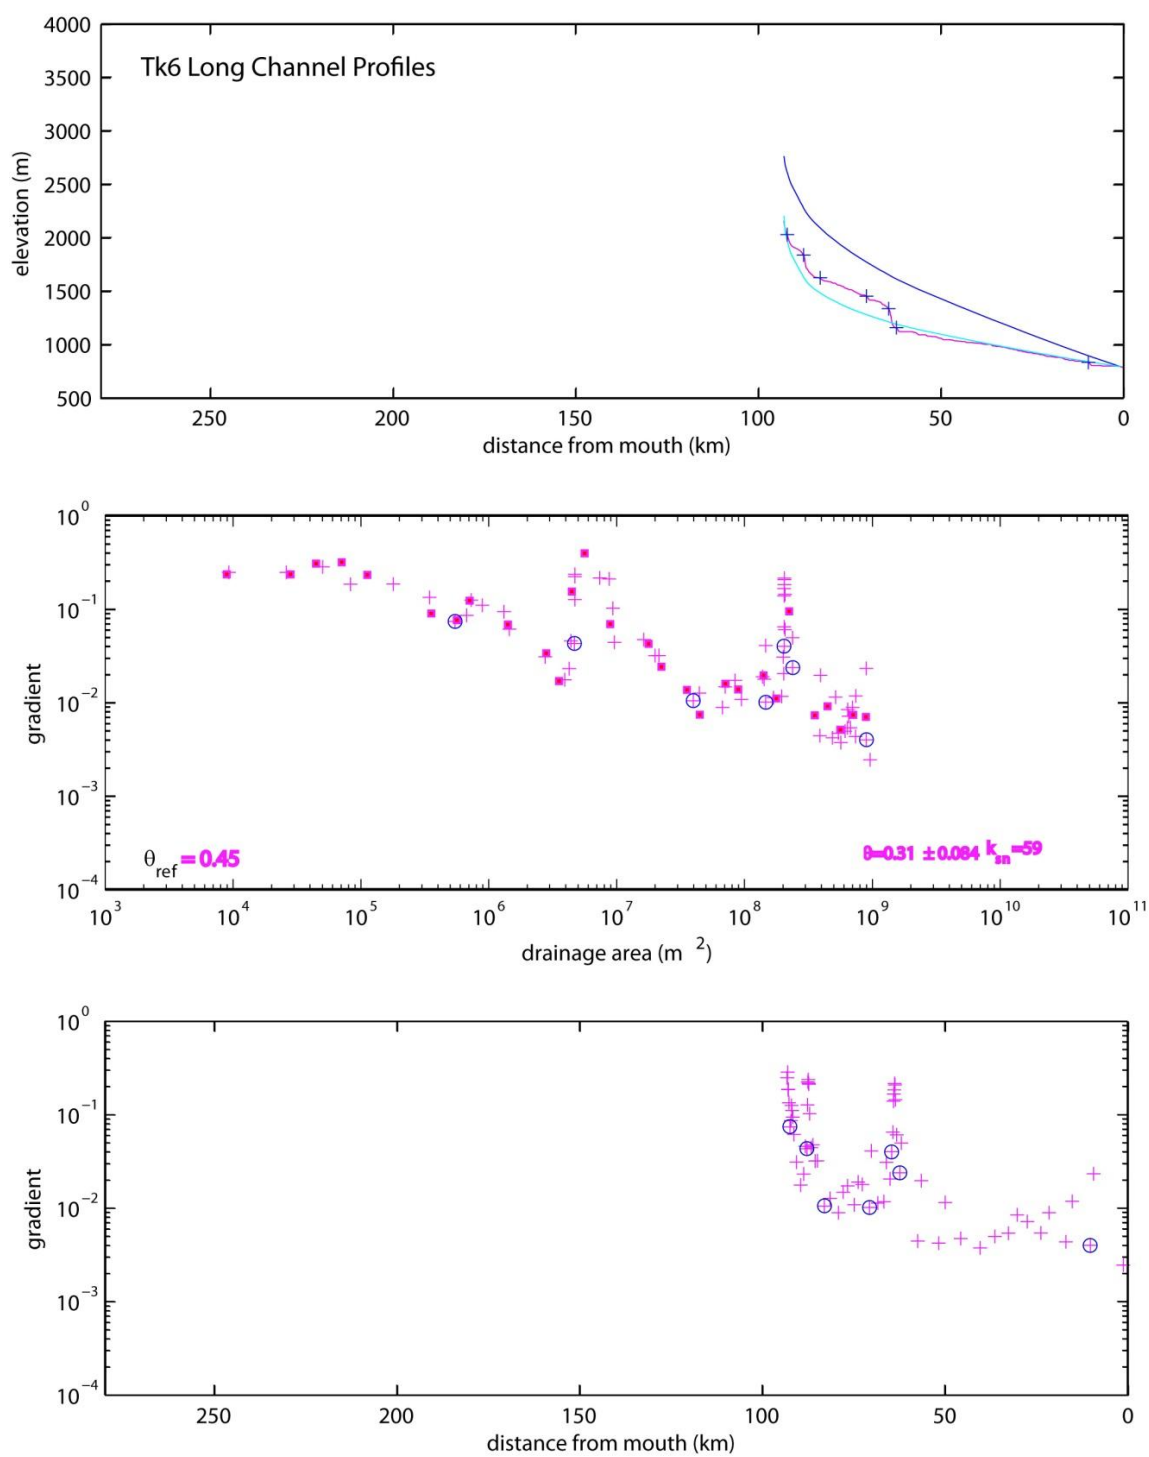 4000
Tk6 Long Channel Profiles
3500
3000
2500
2000
1500
1000
500
elevation (m)
250 200 150 100 50 0
distance from mouth (km)
10^0
10^-1
10^-2
10^-3
10^-4
gradient
θref = 0.45
θ=0.31 ±0.084 ksn=59
10^3 10^4 10^5 10^6 10^7 10^8 10^9 10^10 10^11
drainage area (m 2)
10^0
10^-1
10^-2
10^-3
10^-4
gradient
250 200 150 100 50 0
distance from mouth (km)